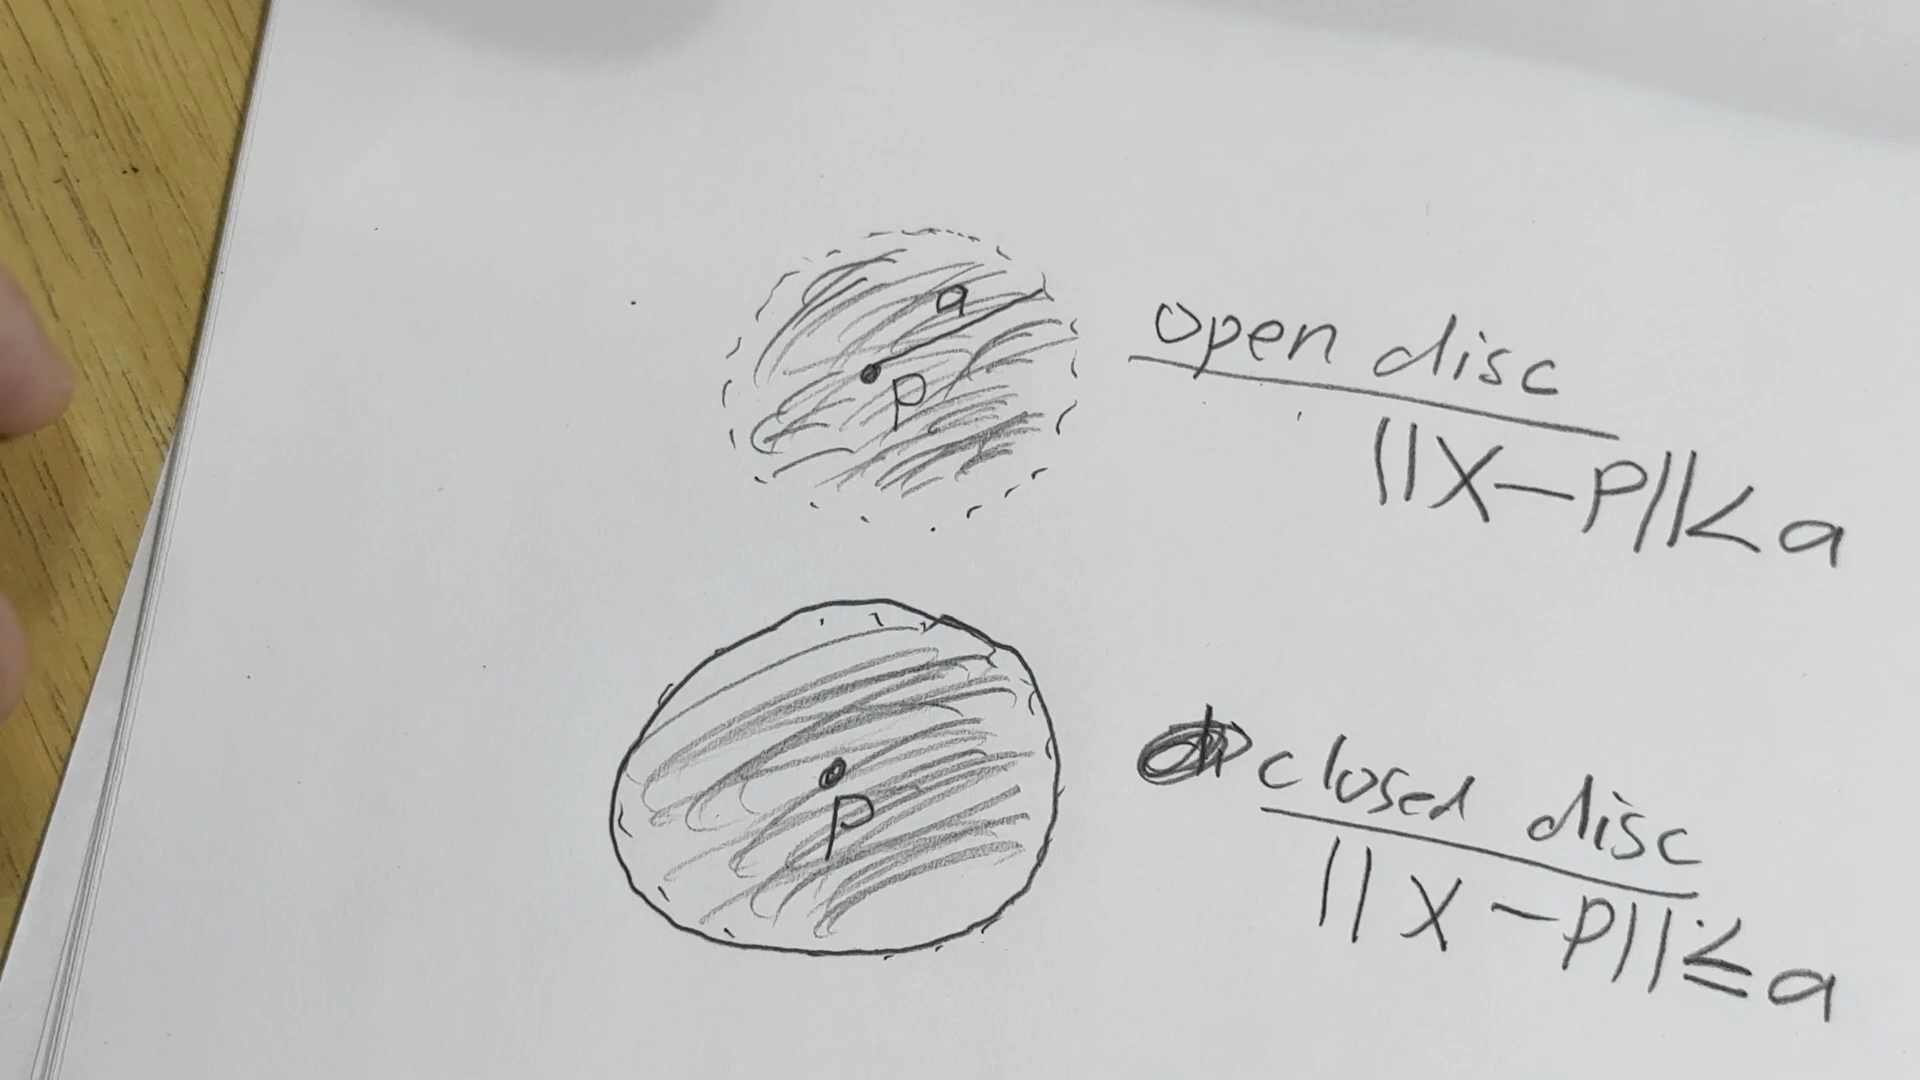 a
P
open disc
||X-P||<a
P
closed disc
||X-P||≤a